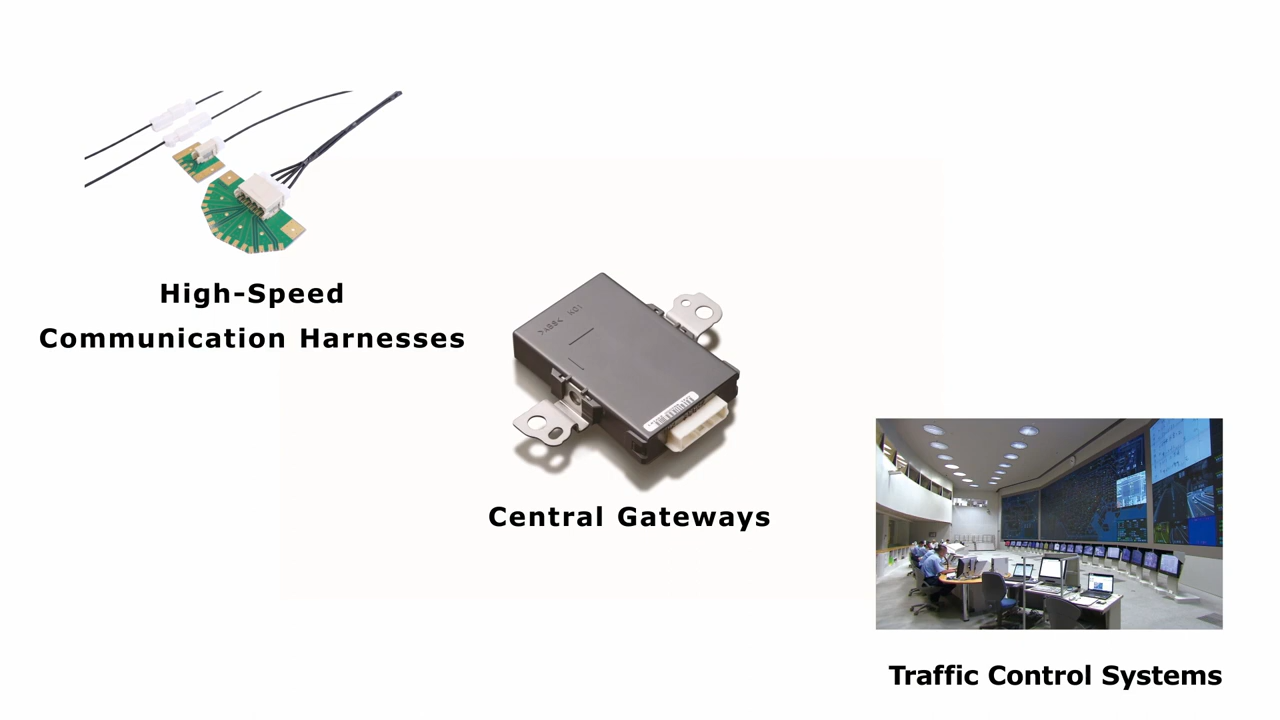 High-Speed
Communication Harnesses
Central Gateways
Traffic Control Systems